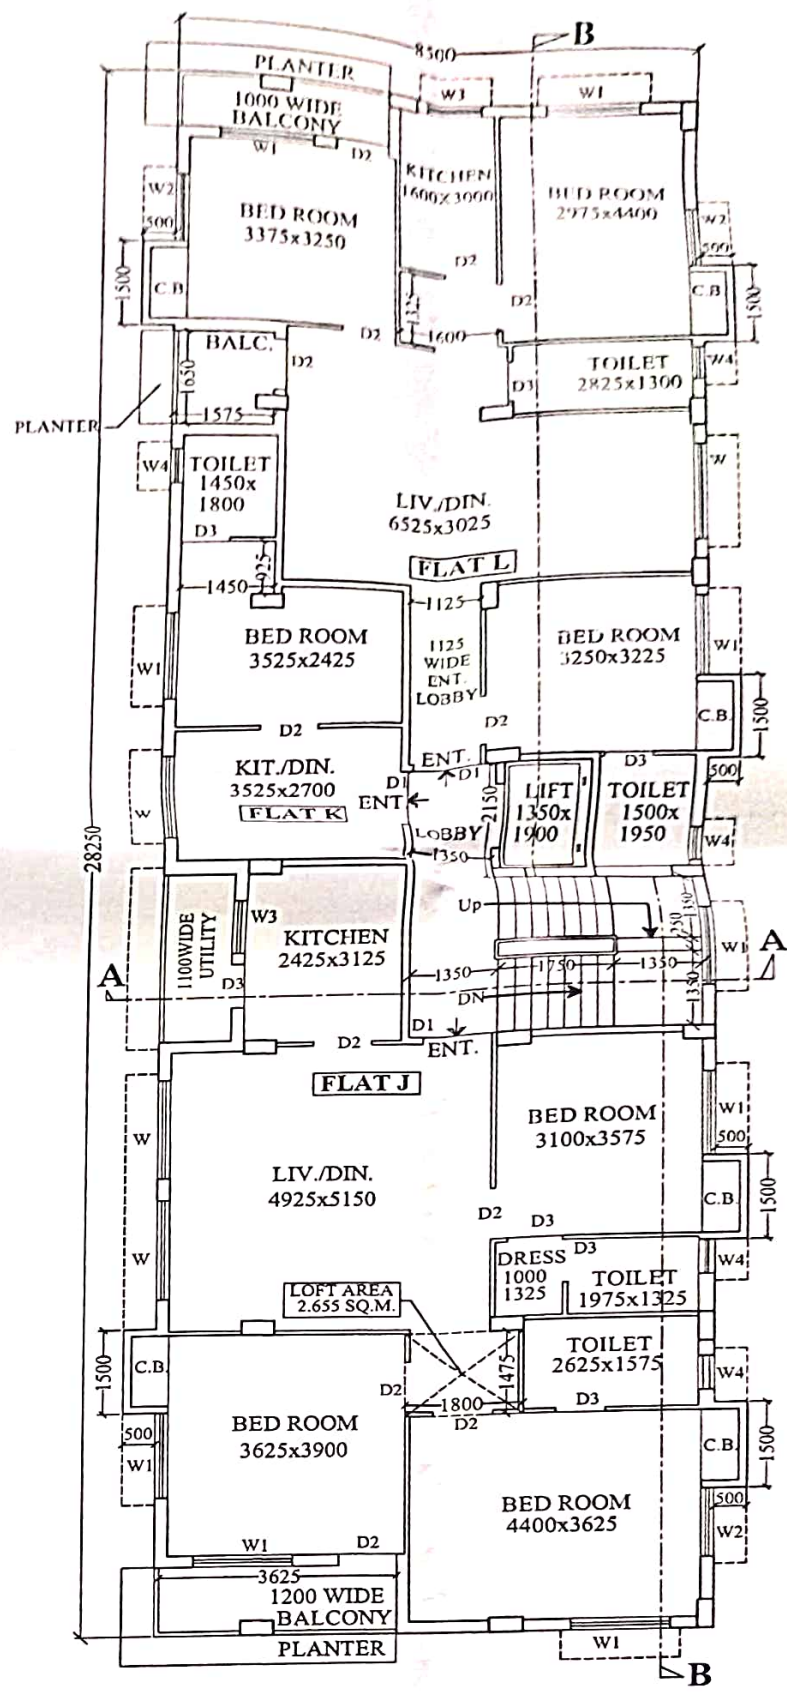 B
8500
PLANTER
1000 WIDE
BALCONY
W3
W1
W1
D2
KITCHEN
1600X3000
BED ROOM
2975x4400
W2
500
BED ROOM
3375x3250
W2
500
D2
C.B
1500
1325
D2
C.B
1500
D2
1600
BALC.
D2
TOILET
2825x1300
W4
D3
1650
1575
PLANTER
W4
TOILET
1450x
1800
W
D3
LIV./DIN.
6525x3025
FLAT L
925
1450
1125
BED ROOM
3525x2425
1125
WIDE
ENT.
LOBBY
BED ROOM
3250x3225
W1
W1
C.B.
1500
D2
D2
ENT.
D1
D3
500
KIT./DIN.
3525x2700
D1
ENT
FLAT K
W
2150
LIFT
1350x
1900
TOILET
1500x
1950
LOBBY
1350
W4
28250
Up
1350
250
W3
1100WIDE
UTILITY
KITCHEN
2425x3125
W1
A
A
D3
1350
1750
1350
1350
DN
D1
D2
ENT.
FLAT J
W
BED ROOM
3100x3575
W1
500
LIV./DIN.
4925x5150
C.B.
1500
D2
D3
W
DRESS
1000
1325
D3
TOILET
1975x1325
W4
LOFT AREA
2.655 SQ.M.
1500
C.B.
D2
1475
1800
TOILET
2625x1575
W4
D3
D2
BED ROOM
3625x3900
500
W1
C.B.
1500
BED ROOM
4400x3625
500
W2
W1
D2
3625
1200 WIDE
BALCONY
PLANTER
W1
B